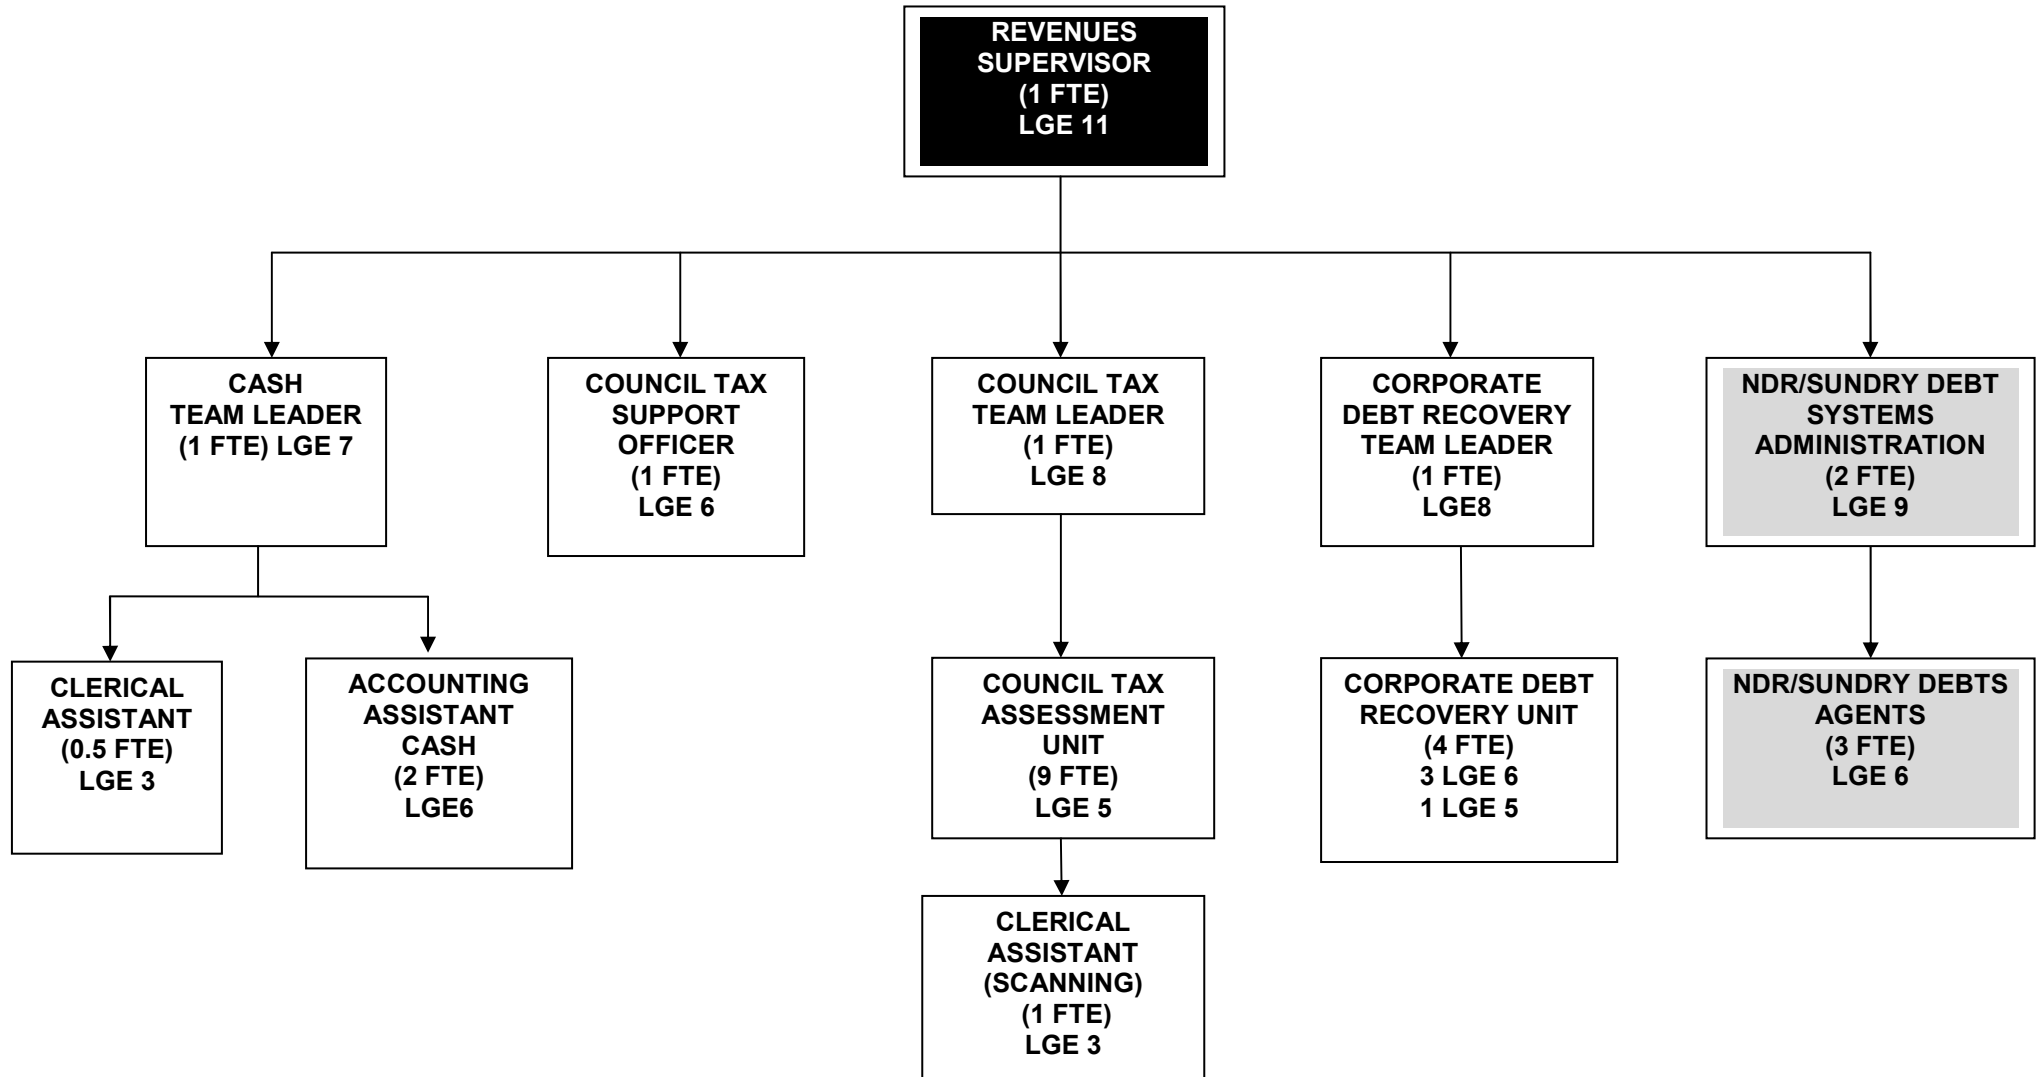 REVENUES
SUPERVISOR
(1 FTE)
LGE 11
CASH
TEAM LEADER
(1 FTE) LGE 7
COUNCIL TAX
SUPPORT
OFFICER
(1 FTE)
LGE 6
COUNCIL TAX
TEAM LEADER
(1 FTE)
LGE 8
CORPORATE
DEBT RECOVERY
TEAM LEADER
(1 FTE)
LGE8
NDR/SUNDRY DEBT
SYSTEMS
ADMINISTRATION
(2 FTE)
LGE 9
CLERICAL
ASSISTANT
(0.5 FTE)
LGE 3
ACCOUNTING
ASSISTANT
CASH
(2 FTE)
LGE6
COUNCIL TAX
ASSESSMENT
UNIT
(9 FTE)
LGE 5
CORPORATE DEBT
RECOVERY UNIT
(4 FTE)
3 LGE 6
1 LGE 5
NDR/SUNDRY DEBTS
AGENTS
(3 FTE)
LGE 6
CLERICAL
ASSISTANT
(SCANNING)
(1 FTE)
LGE 3